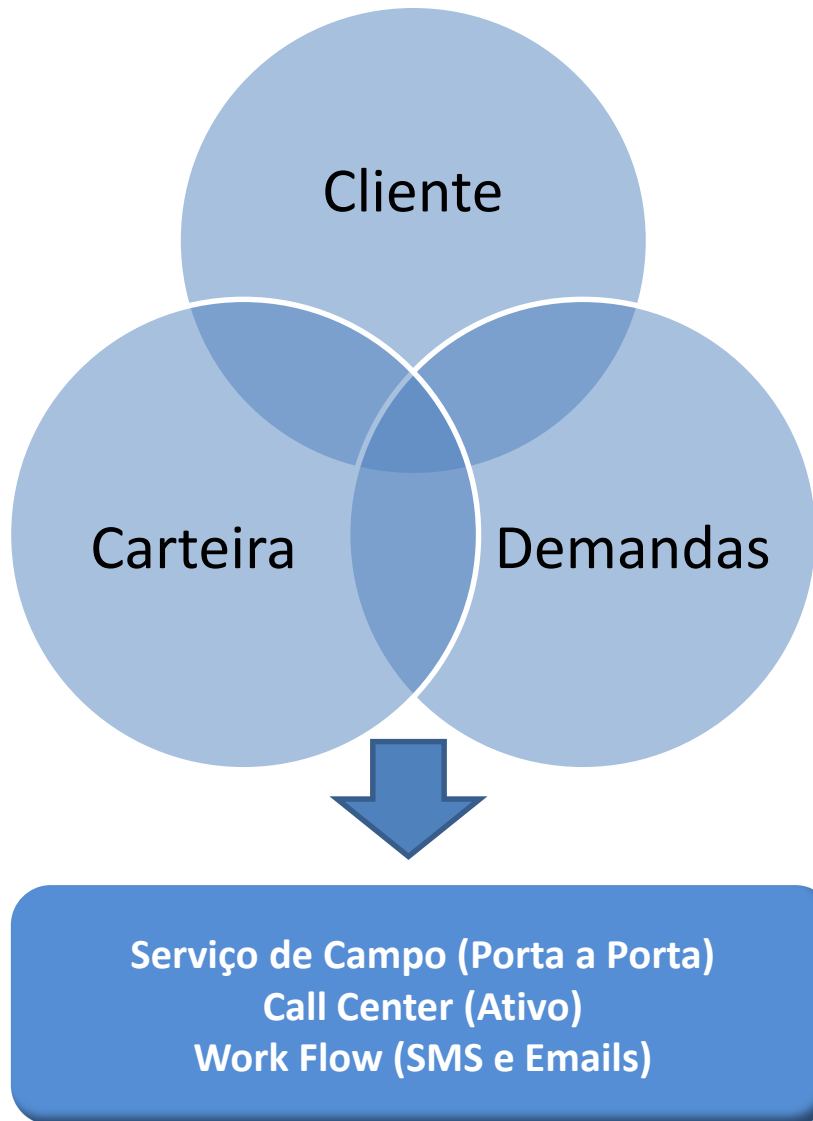 Cliente
Carteira
Demandas
Serviço de Campo (Porta a Porta)
Call Center (Ativo)
Work Flow (SMS e Emails)